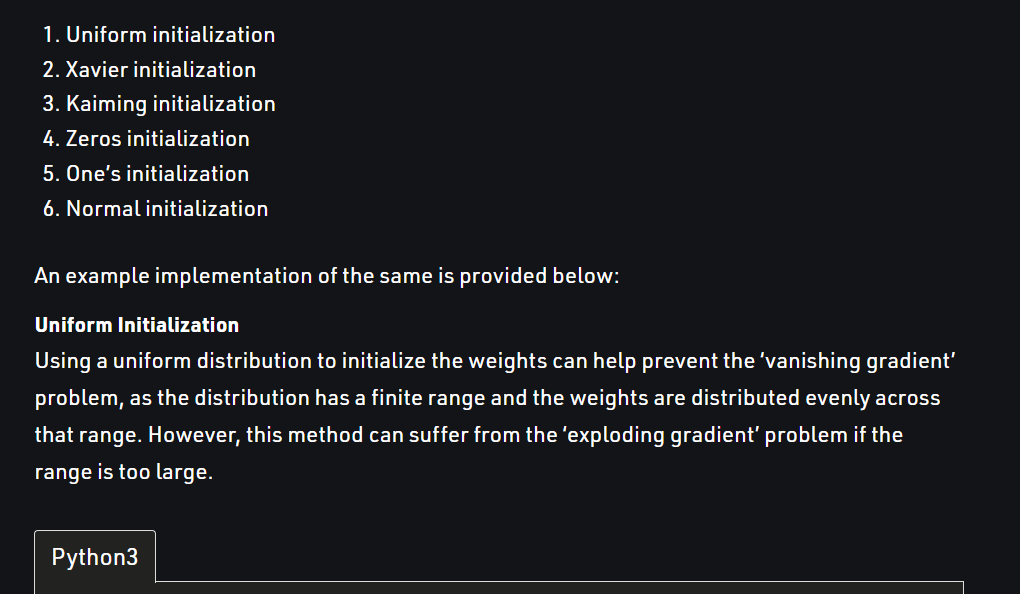 1. Uniform initialization
2. Xavier initialization
3. Kaiming initialization
4. Zeros initialization
5. One’s initialization
6. Normal initialization
An example implementation of the same is provided below:
Uniform Initialization
Using a uniform distribution to initialize the weights can help prevent the ‘vanishing gradient’
problem, as the distribution has a finite range and the weights are distributed evenly across
that range. However, this method can suffer from the ‘exploding gradient’ problem if the
range is too large.
Python3